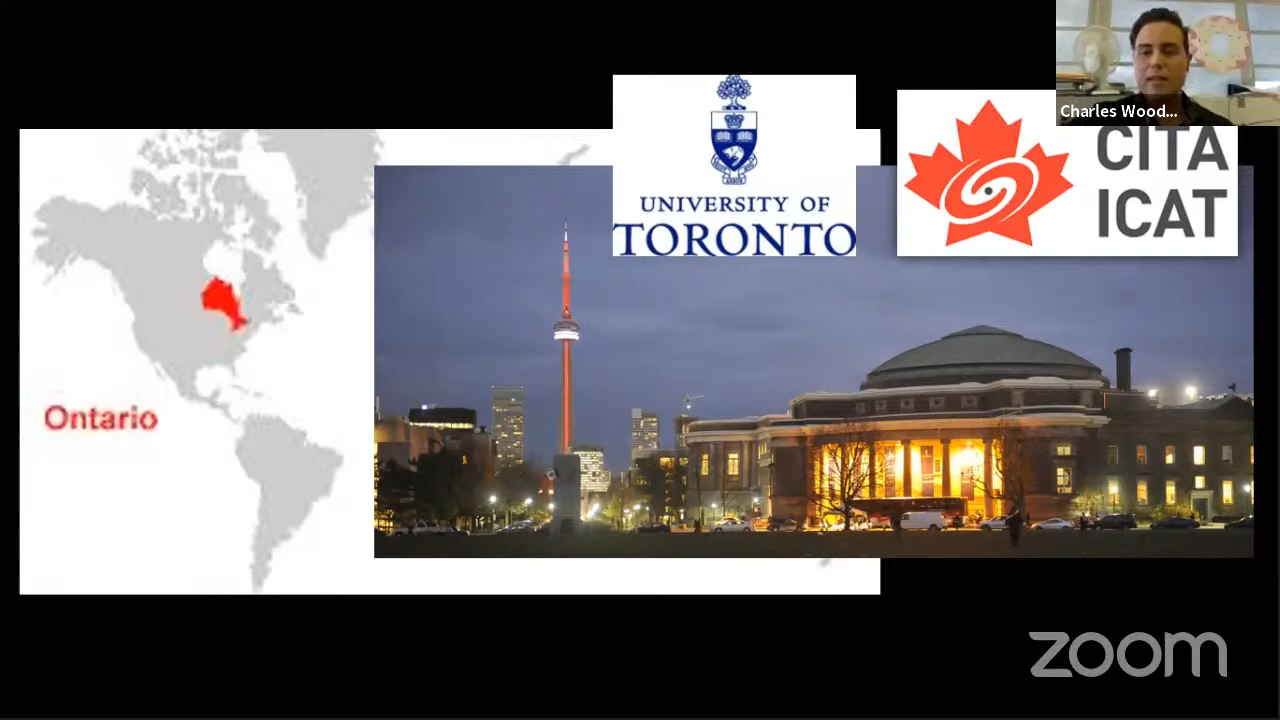 Charles Wood...
UNIVERSITY OF
TORONTO
CITA
ICAT
Ontario
zoom